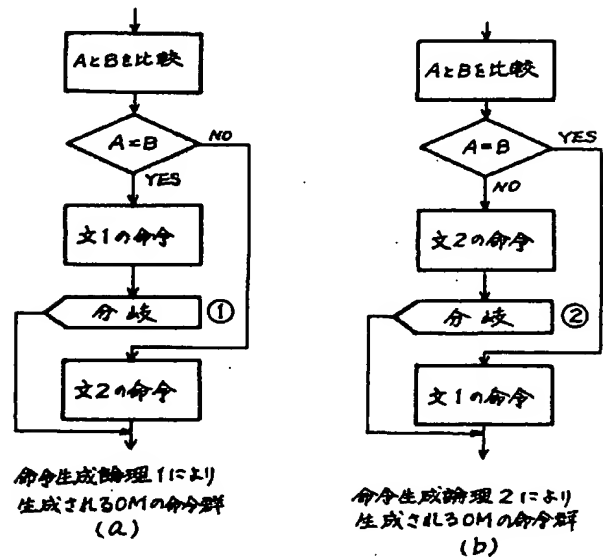 AとBを比較
A=B
NO
YES
文1の命令
分岐
①
文2の命令
命令生成論理1により
生成されるOMの命令群
(a)
AとBを比較
A=B
YES
NO
文2の命令
分岐
②
文1の命令
命令生成論理2により
生成されるOMの命令群
(b)